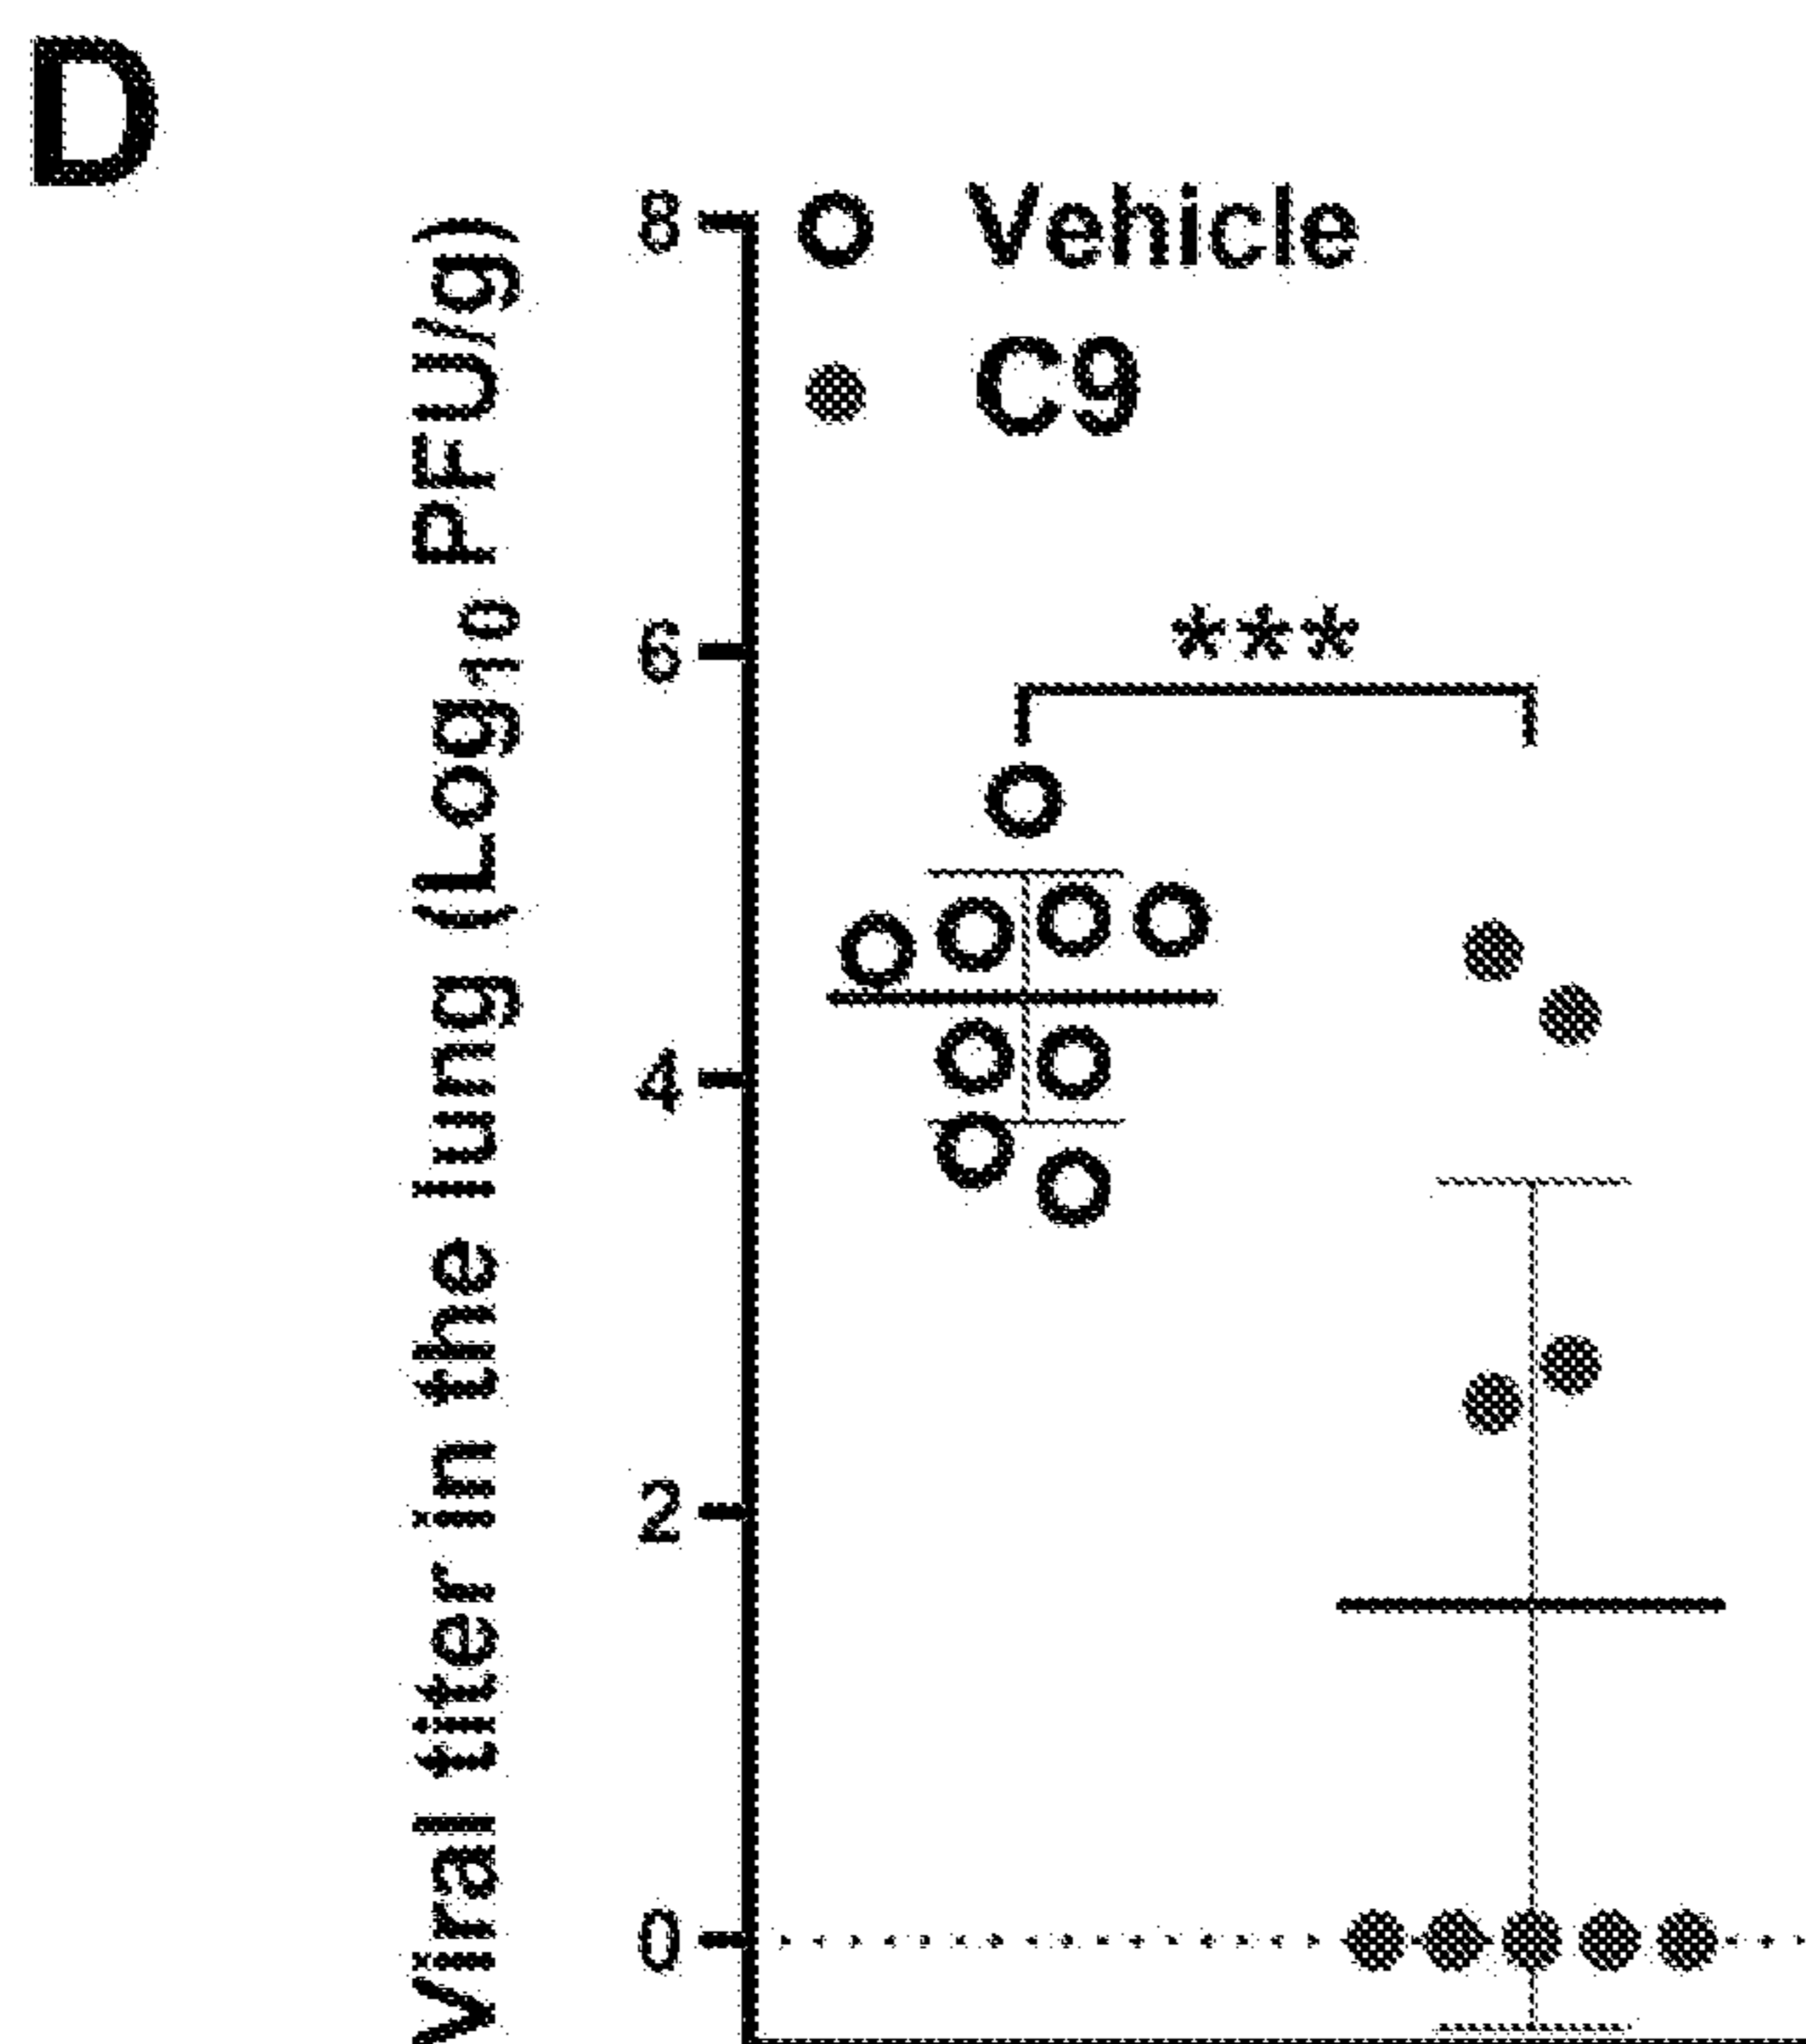 D
Viral titer in the lung (Log₁₀ PFU/g)
8
6
4
2
0
Vehicle
C9
***